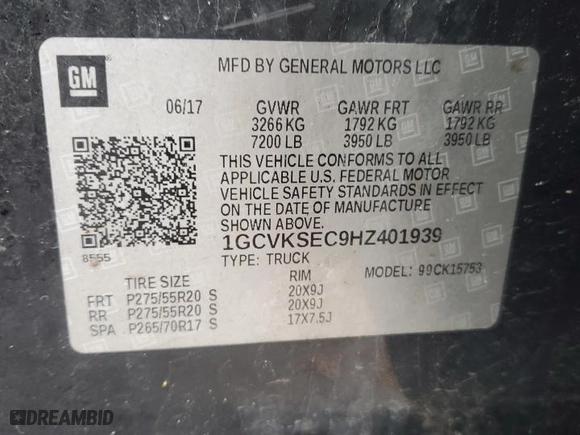 GM
MFD BY GENERAL MOTORS LLC
06/17 GVWR GAWR FRT GAWR RR
3266 KG 1792 KG 1792 KG
7200 LB 3950 LB 3950 LB
THIS VEHICLE CONFORMS TO ALL
APPLICABLE U.S. FEDERAL MOTOR
VEHICLE SAFETY STANDARDS IN EFFECT
ON THE DATE OF MANUFACTURE
SHOWN ABOVE.
8555
1GCVKSEC9HZ401939
TYPE: TRUCK MODEL: 99CK15753
TIRE SIZE RIM
FRT P275/55R20 S 20X9J
RR P275/55R20 S 20X9J
SPA P265/70R17 S 17X7.5J
DREAMBID